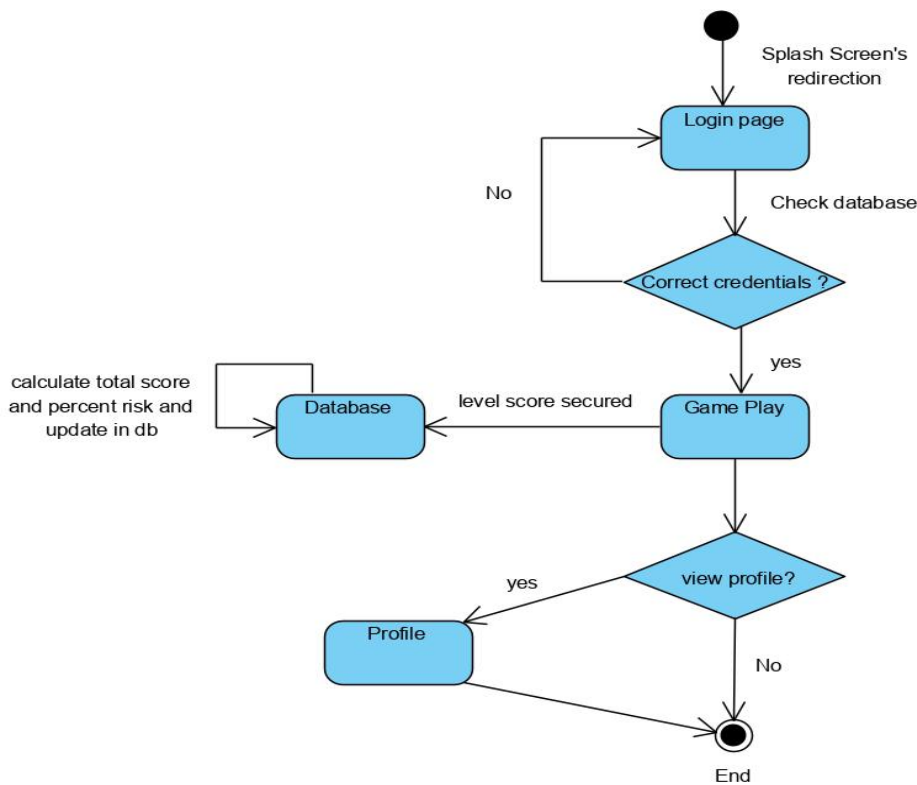 Splash Screen's
redirection
Login page
No
Check database
Correct credentials ?
yes
calculate total score
and percent risk and
update in db
Database
level score secured
Game Play
view profile?
yes
Profile
No
End